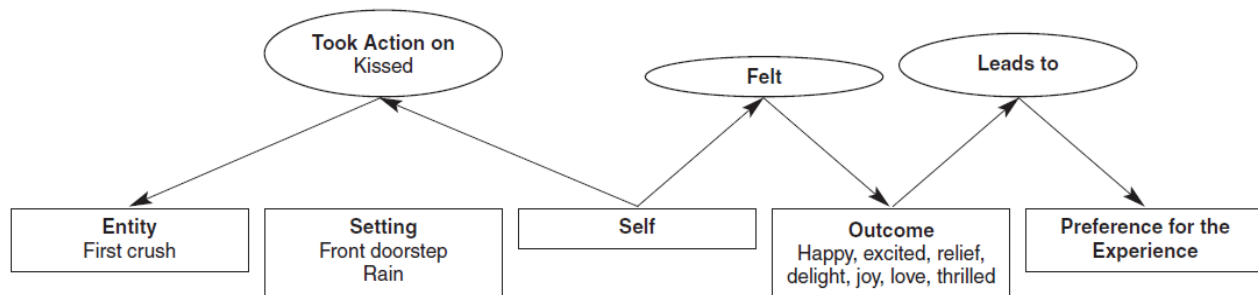 Took Action on
Kissed
Felt
Leads to
Entity
First crush
Setting
Front doorstep
Rain
Self
Outcome
Happy, excited, relief,
delight, joy, love, thrilled
Preference for the
Experience